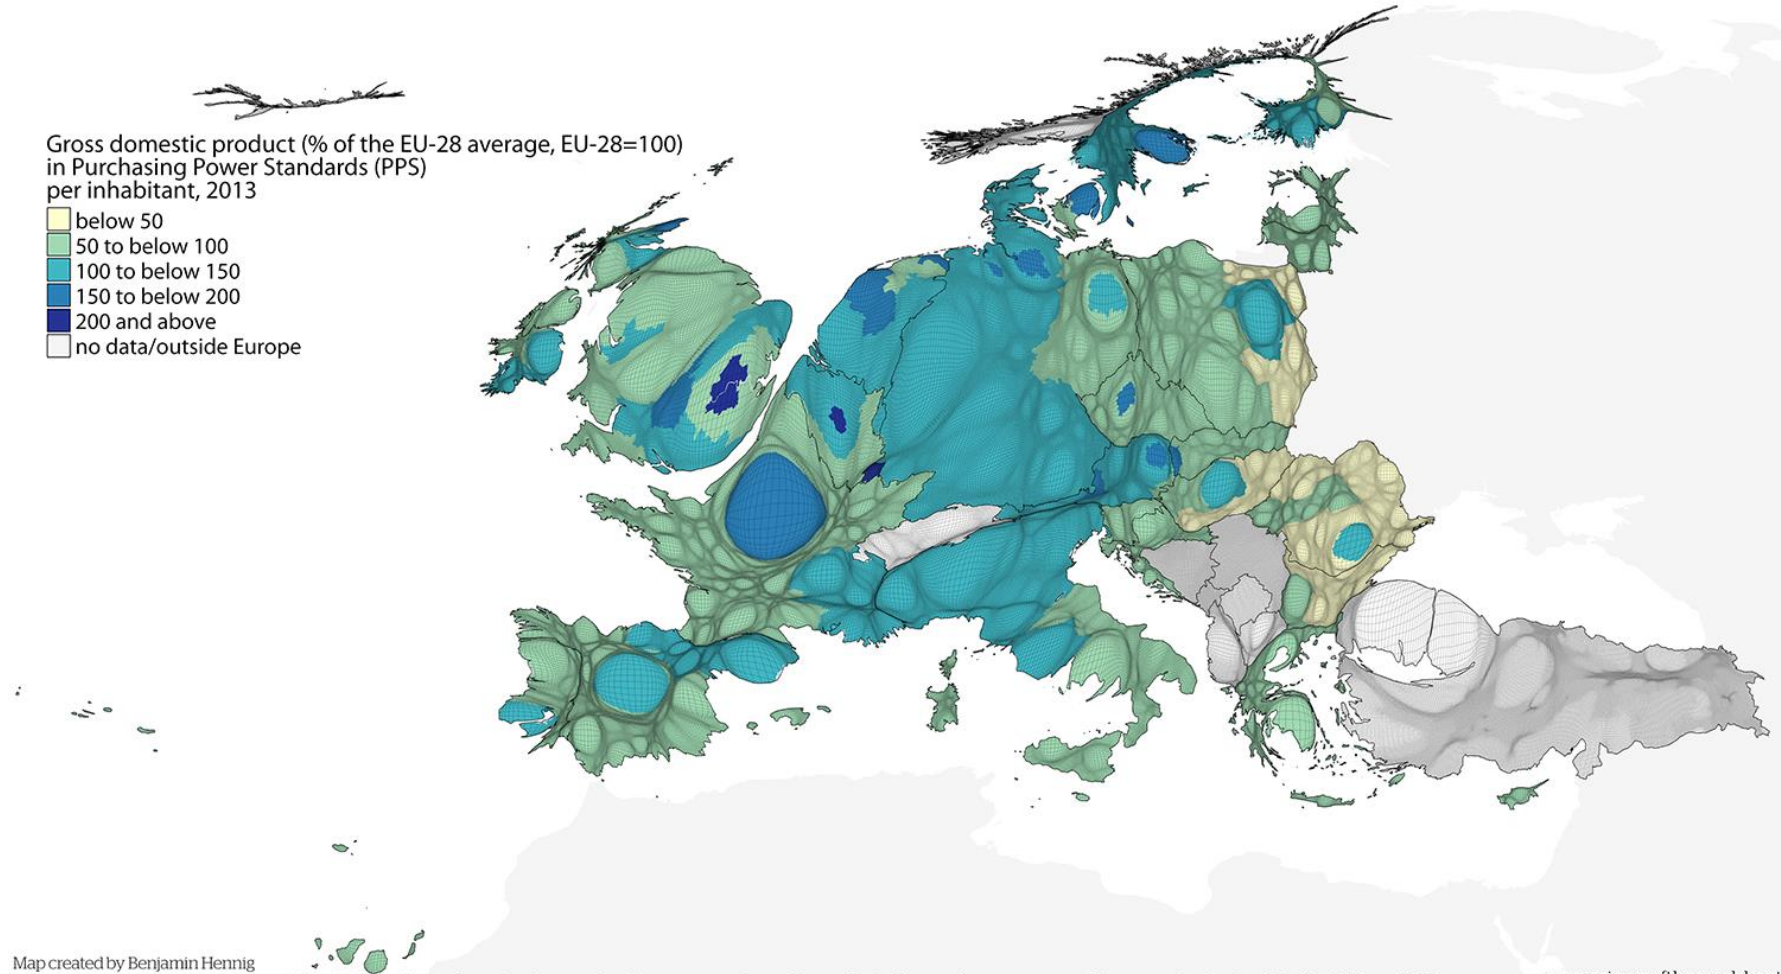 Gross domestic product (% of the EU-28 average, EU-28=100)
in Purchasing Power Standards (PPS)
per inhabitant, 2013
below 50
50 to below 100
100 to below 150
150 to below 200
200 and above
no data/outside Europe
Map created by Benjamin Hennig